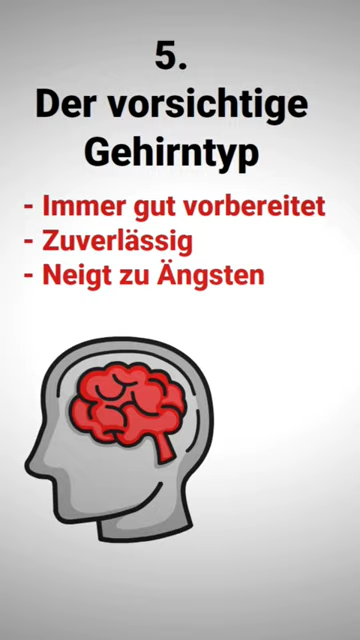 5.
Der vorsichtige
Gehirntyp
- Immer gut vorbereitet
- Zuverlässig
- Neigt zu Ängsten